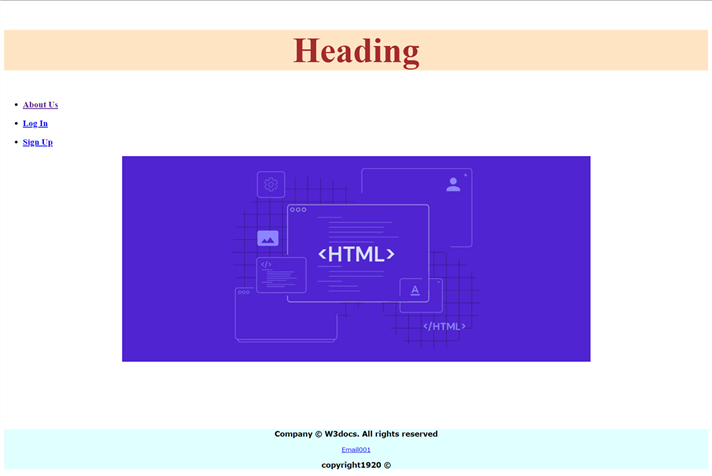 Heading
About Us
Log In
Sign Up
<HTML>
</>
A
</HTML>
Company © W3docs. All rights reserved
Email001
copyright1920 ©